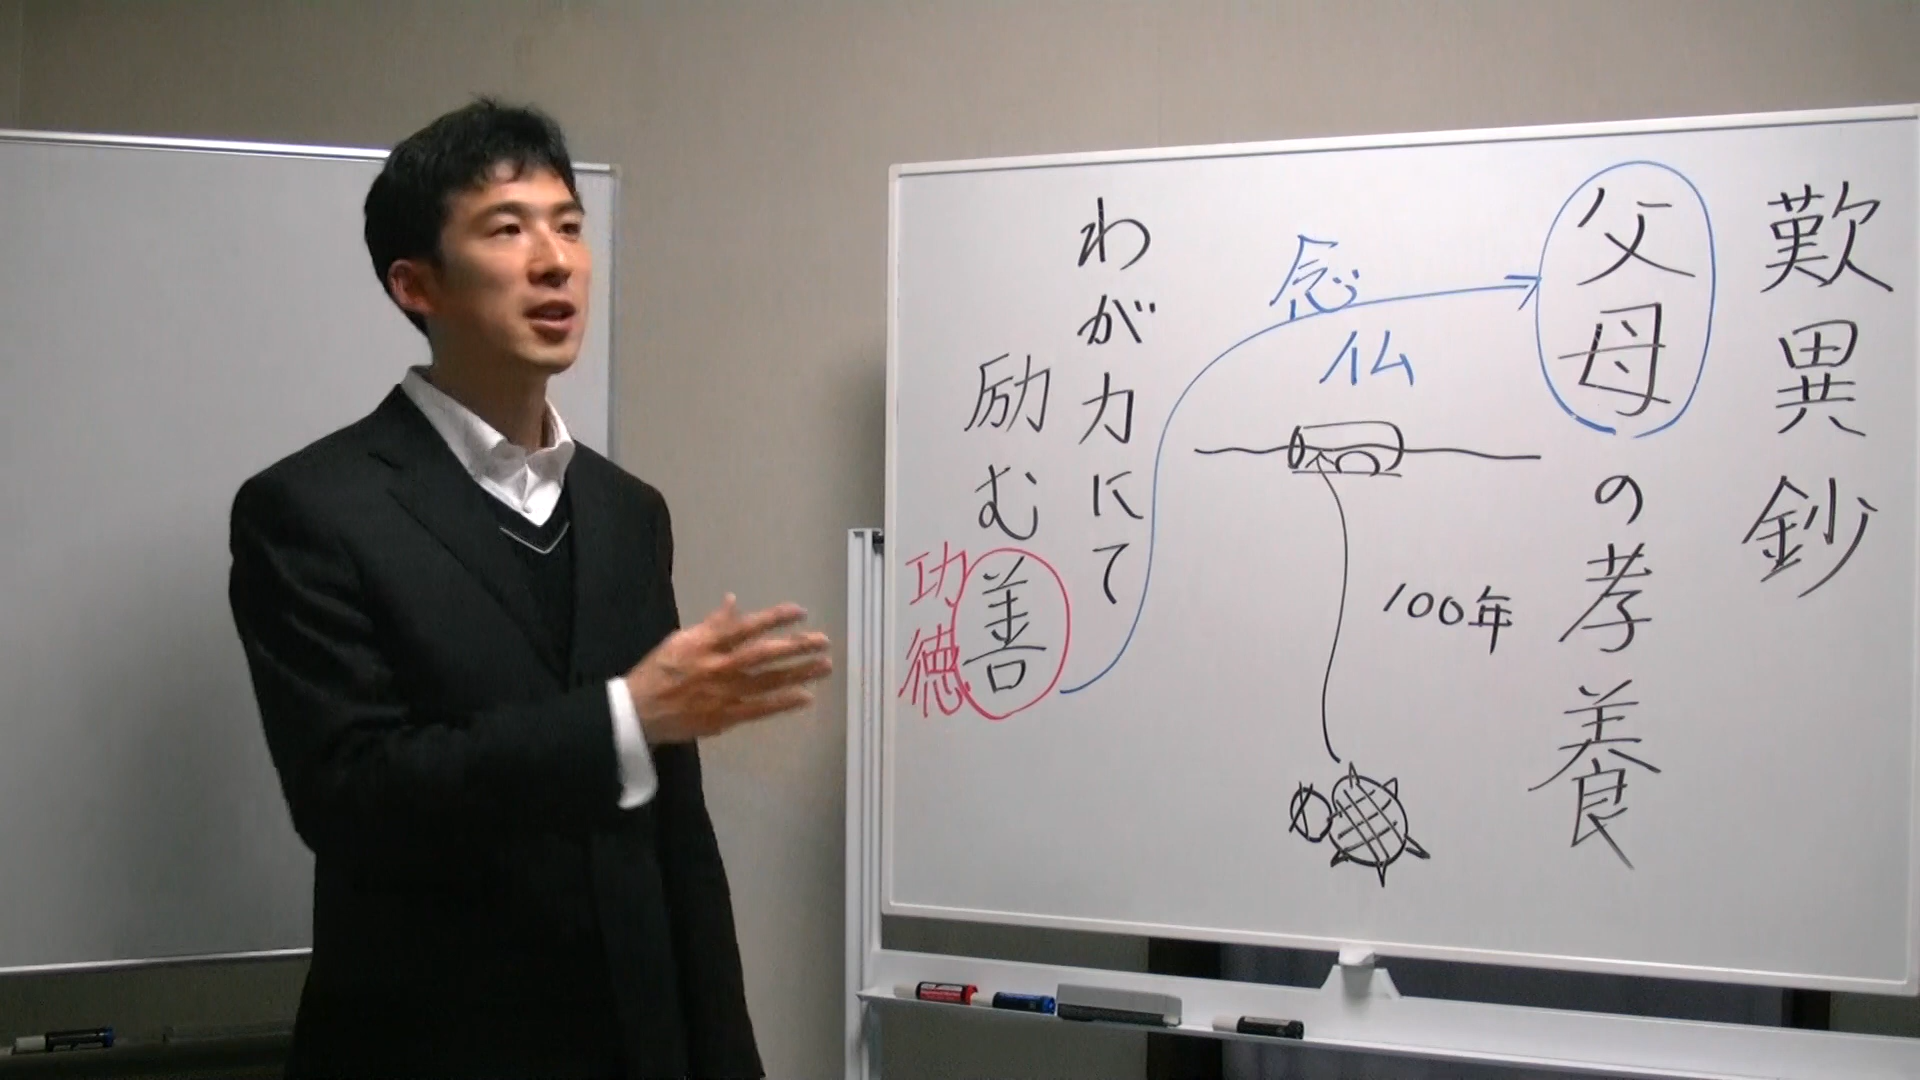 歎異鈔
父母の孝養
念仏
100年
わが力にて
励む善
功徳